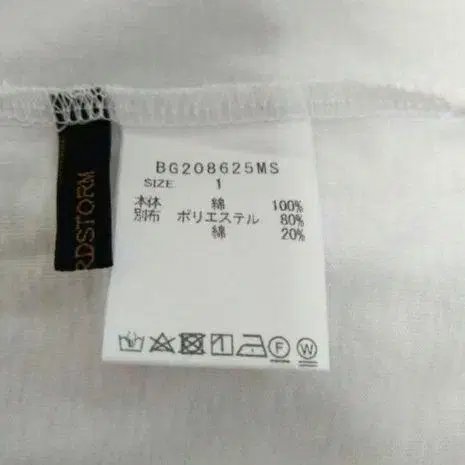 BG208625MS
SIZE 1
本体 綿 100%
別布 ポリエステル 80%
綿 20%
RDSTORM
F W